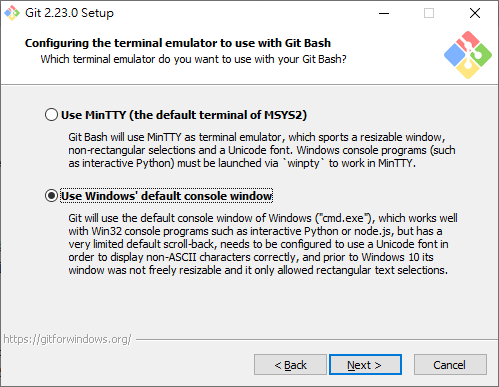 Git 2.23.0 Setup
Configuring the terminal emulator to use with Git Bash
Which terminal emulator do you want to use with your Git Bash?
Use MinTTY (the default terminal of MSYS2)
Git Bash will use MinTTY as terminal emulator, which sports a resizable window,
non-rectangular selections and a Unicode font. Windows console programs (such
as interactive Python) must be launched via `winpty` to work in MinTTY.
Use Windows' default console window
Git will use the default console window of Windows ("cmd.exe"), which works well
with Win32 console programs such as interactive Python or node.js, but has a
very limited default scroll-back, needs to be configured to use a Unicode font in
order to display non-ASCII characters correctly, and prior to Windows 10 its
window was not freely resizable and it only allowed rectangular text selections.
https://gitforwindows.org/
< Back
Next >
Cancel